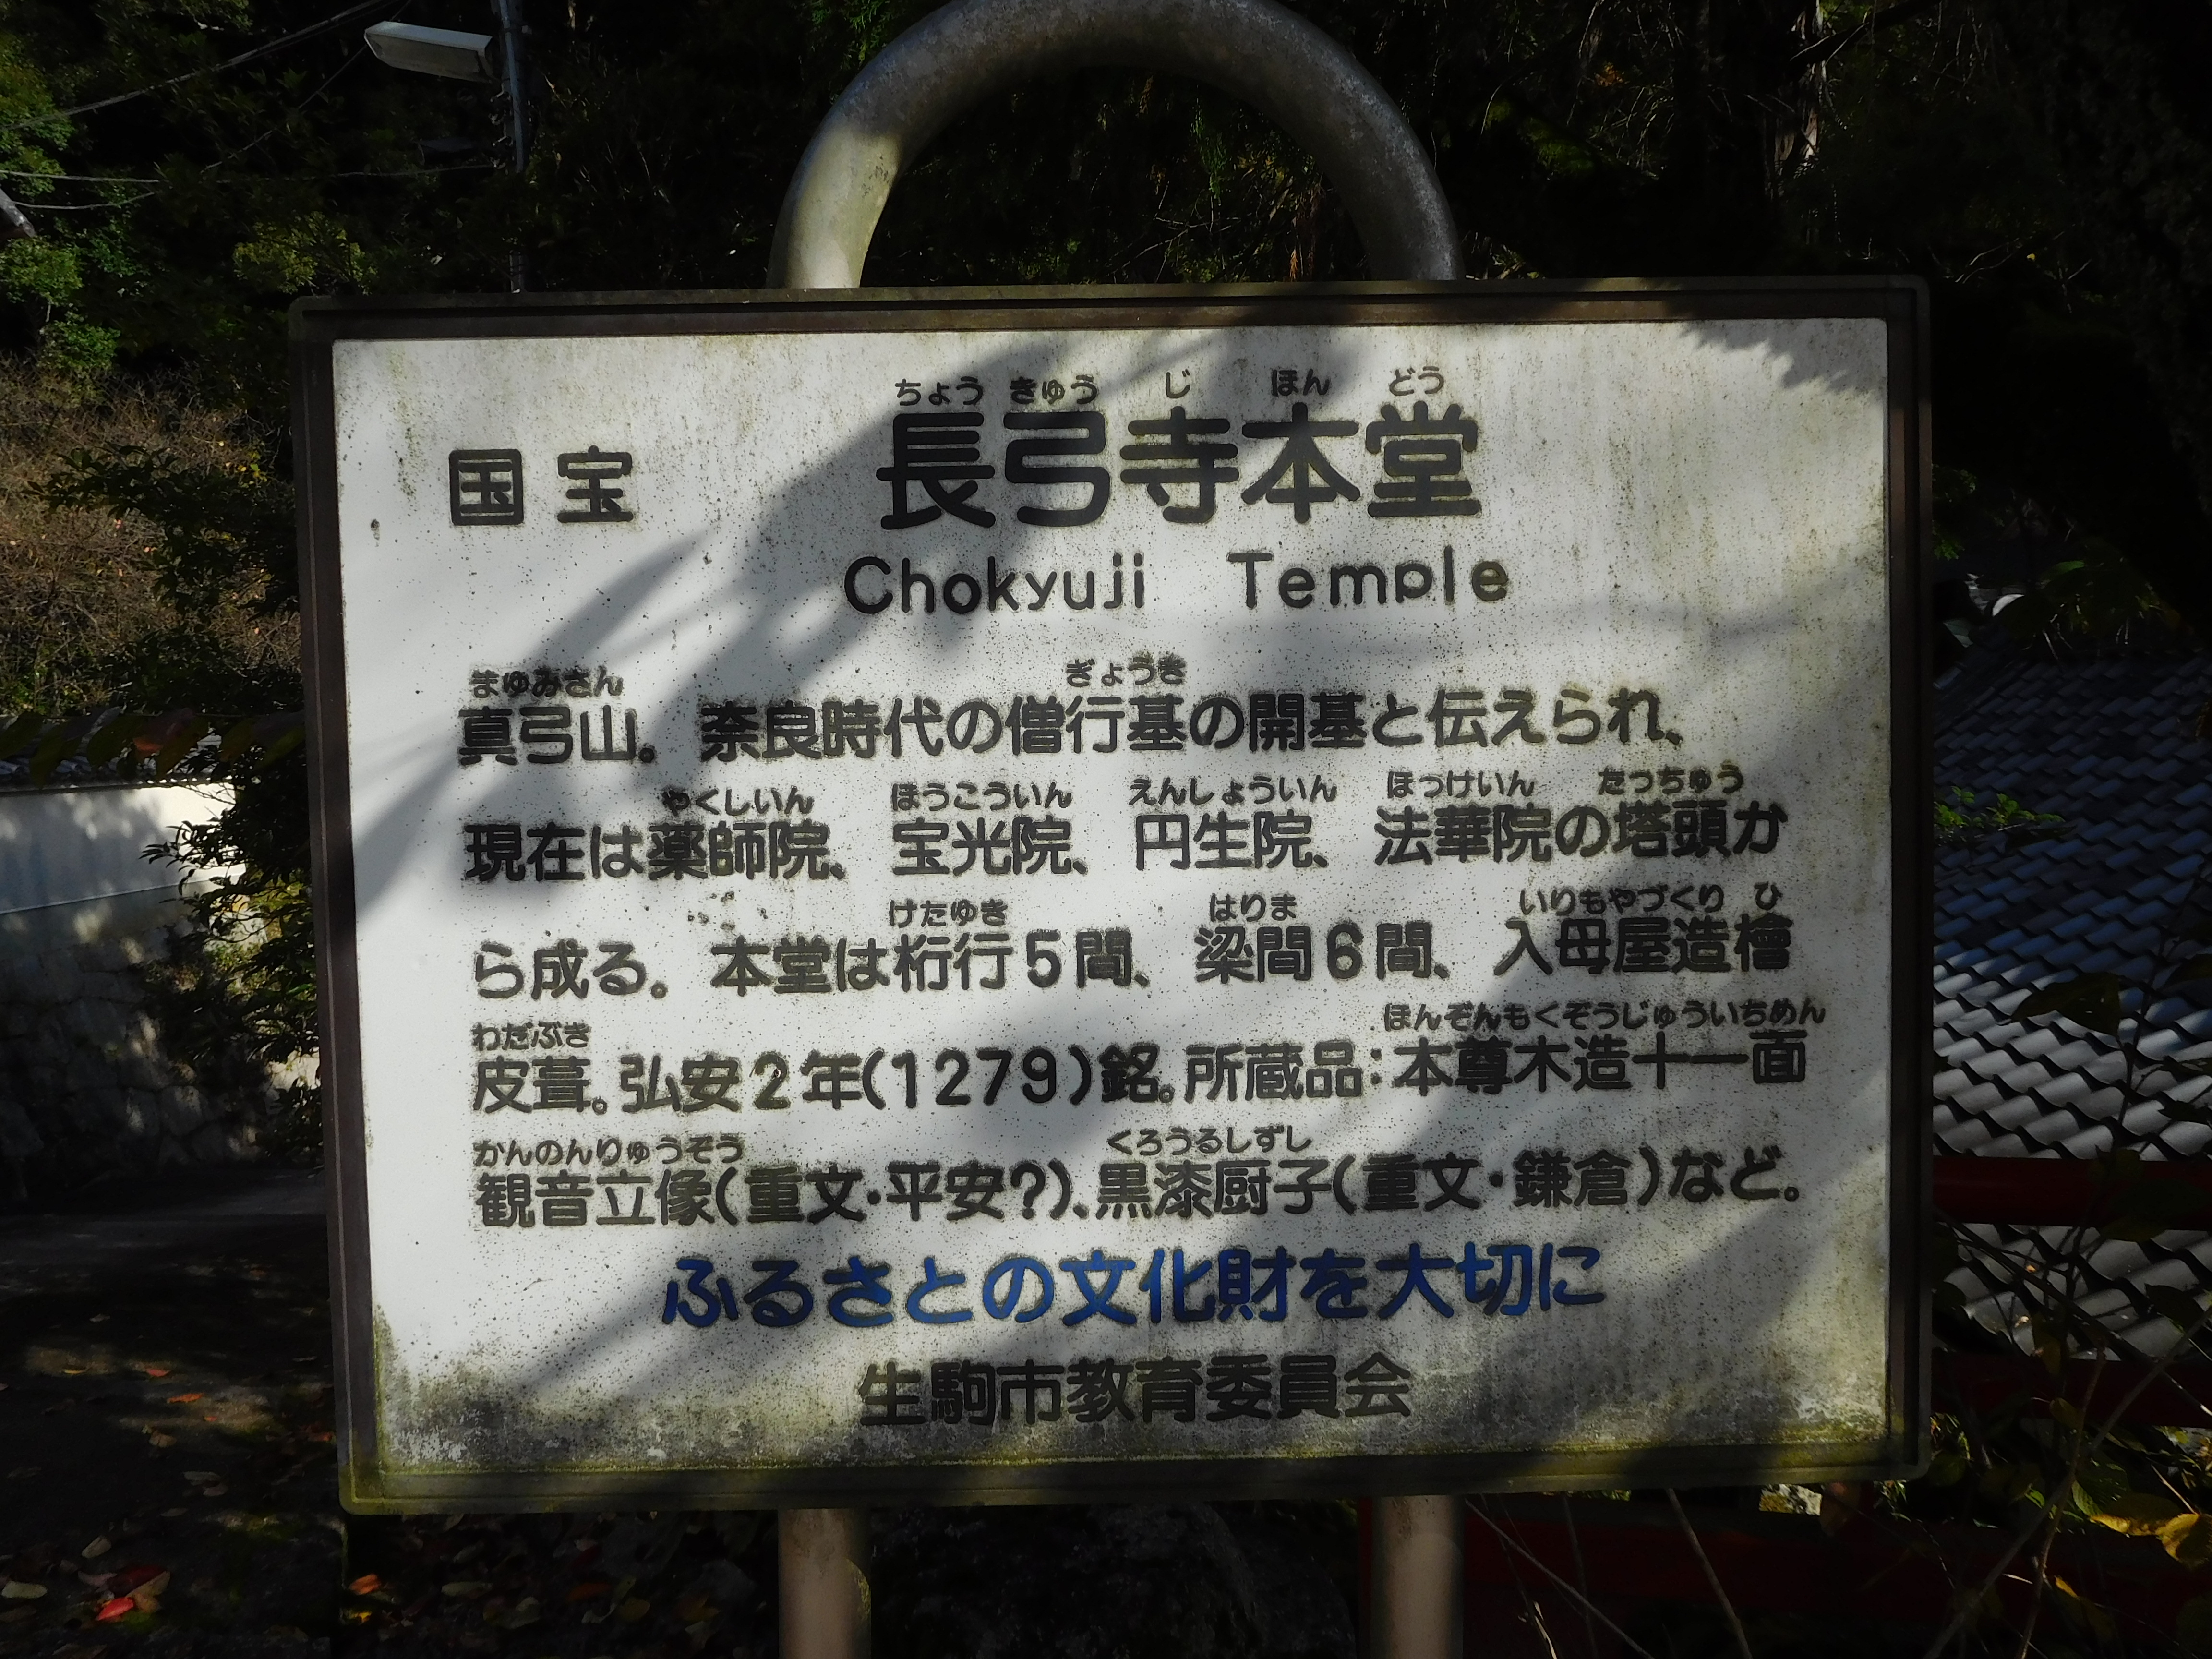 ちょう きゅう じ ほん どう
国宝 長弓寺本堂
Chokyuji Temple
まゆみさん ぎょうき
真弓山。奈良時代の僧行基の開基と伝えられ、
やくしいん ほうこういん えんしょういん ほっけいん たっちゅう
現在は薬師院、宝光院、円生院、法華院の塔頭か
けたゆき はりま いりもやづくり ひ
ら成る。本堂は桁行5間、梁間6間、入母屋造檜
わだぶき ほんぞんもくぞうじゅういちめん
皮葺。弘安2年(1279)銘。所蔵品:本尊木造十一面
かんのんりゅうぞう くろうるしずし
観音立像(重文・平安?)、黒漆厨子(重文・鎌倉)など。
ふるさとの文化財を大切に
生駒市教育委員会